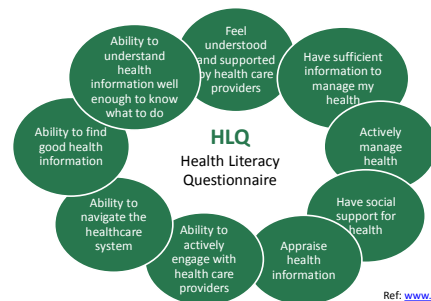 Feel
understood
and supported
by health care
providers
Have sufficient
information to
manage my
health
Actively
manage
health
Have social
support for
health
Appraise
health
information
Ability to
actively
engage with
health care
providers
Ability to
navigate the
healthcare
system
Ability to find
good health
information
Ability to
understand
health
information well
enough to know
what to do
HLQ
Health Literacy
Questionnaire
Ref: www.